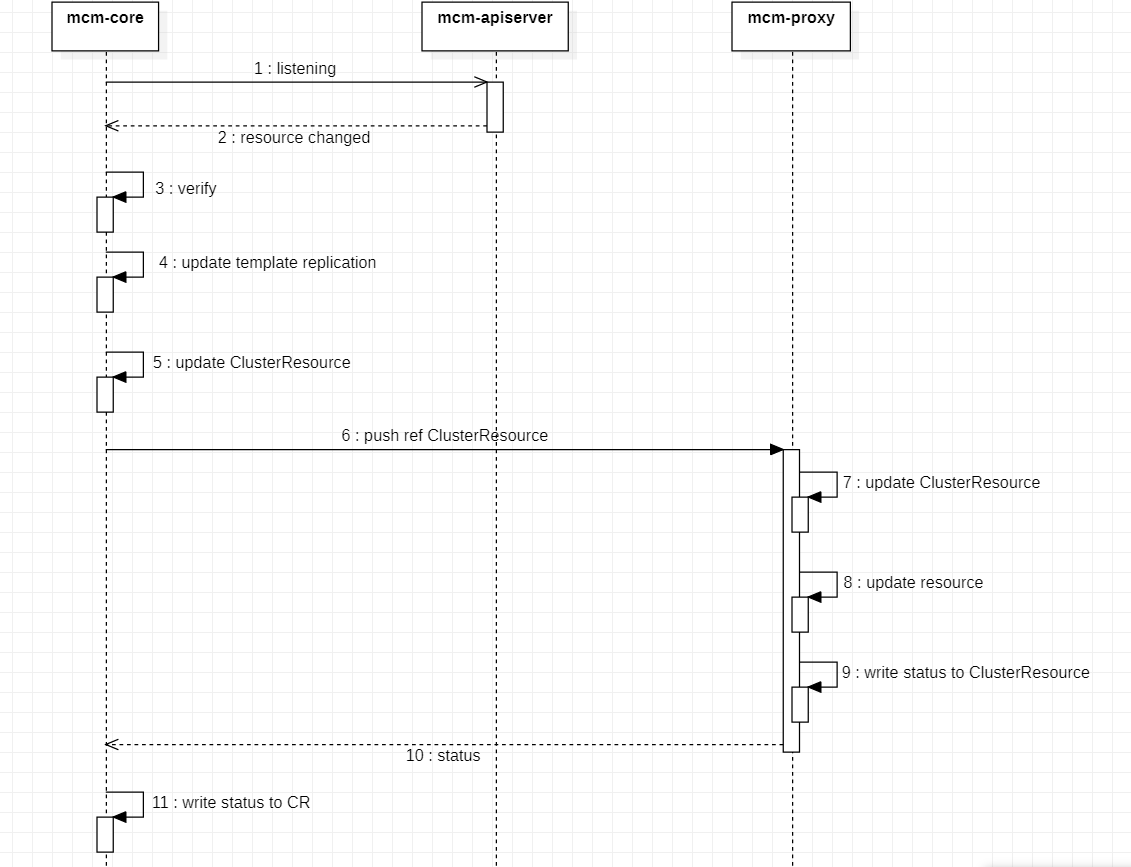 mcm-core
mcm-apiserver
mcm-proxy
1 : listening
2 : resource changed
3 : verify
4 : update template replication
5 : update ClusterResource
6 : push ref ClusterResource
7 : update ClusterResource
8 : update resource
9 : write status to ClusterResource
10 : status
11 : write status to CR